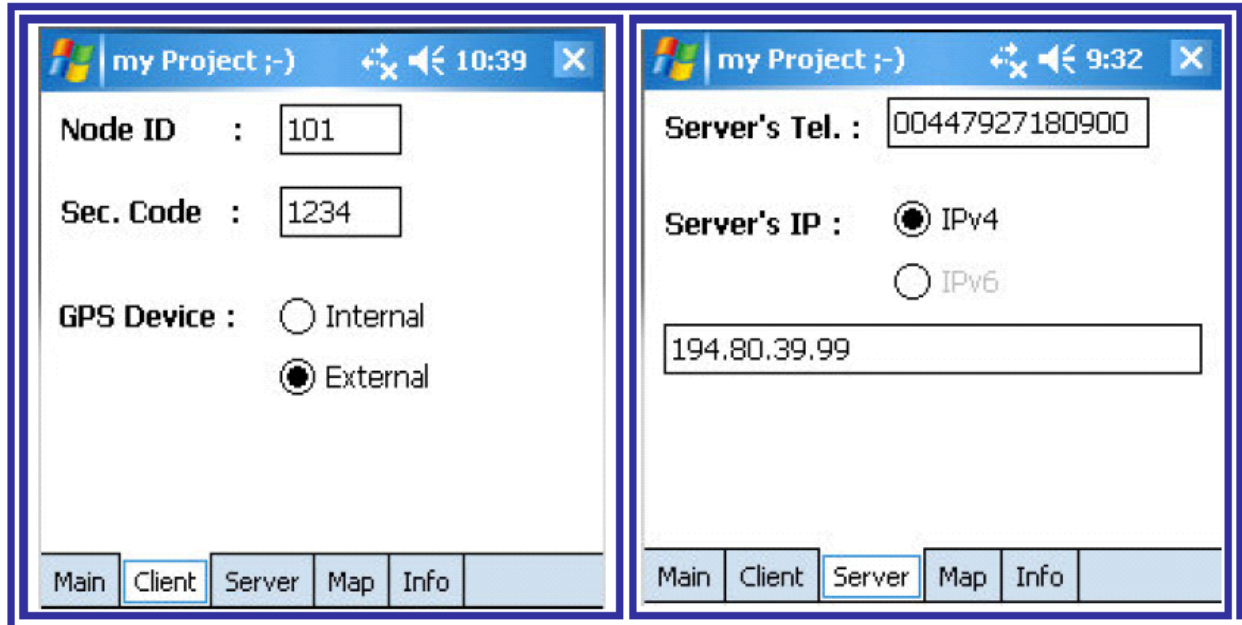 my Project ;-) 10:39
Node ID : 101
Sec. Code : 1234
GPS Device : Internal
External
Main Client Server Map Info
my Project ;-) 9:32
Server's Tel. : 00447927180900
Server's IP : IPv4
IPv6
194.80.39.99
Main Client Server Map Info